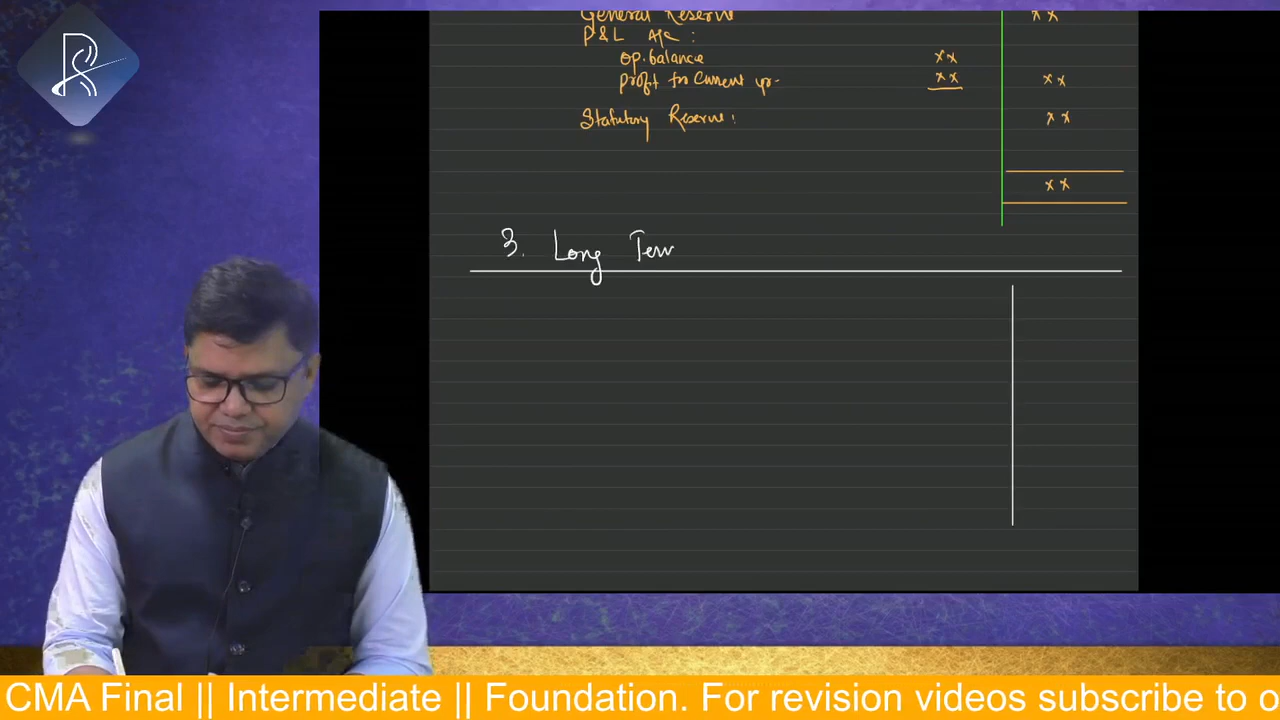 General Reserve xx
P&L A/c :
op. balance xx
profit for Current yr. xx xx
Statutory Reserve: xx
xx
3. Long Ter
CMA Final || Intermediate || Foundation. For revision videos subscribe to o